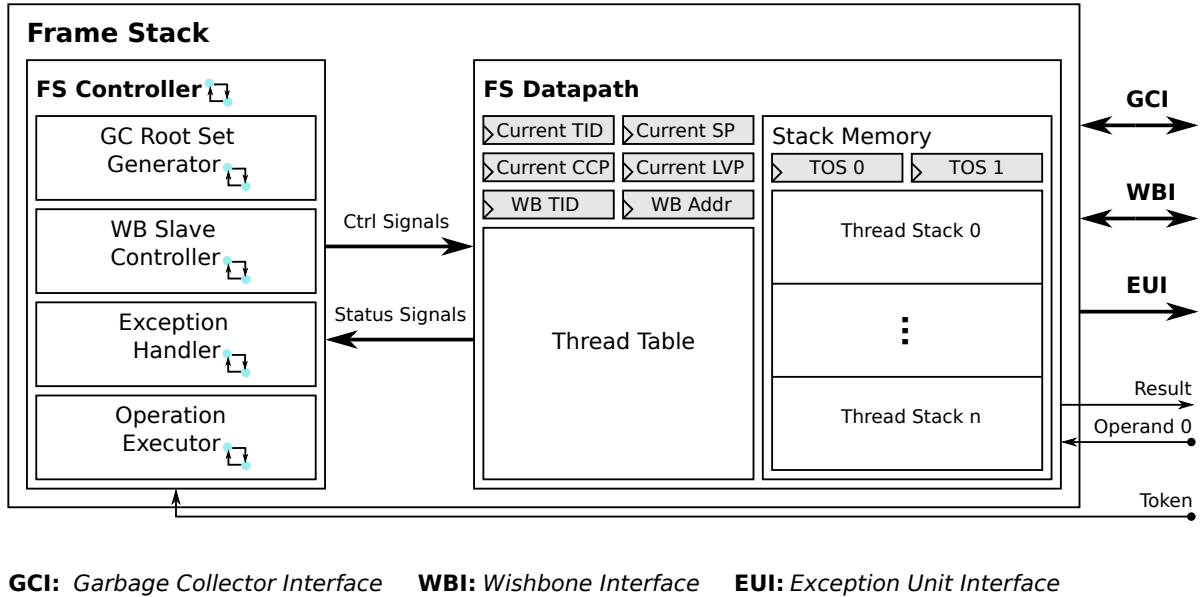 Frame Stack
FS Controller
GC Root Set
Generator
WB Slave
Controller
Exception
Handler
Operation
Executor
Ctrl Signals
Status Signals
FS Datapath
Current TID
Current SP
Current CCP
Current LVP
WB TID
WB Addr
Thread Table
Stack Memory
TOS 0
TOS 1
Thread Stack 0
⋮
Thread Stack n
GCI
WBI
EUI
Result
Operand 0
Token
GCI: Garbage Collector Interface WBI: Wishbone Interface EUI: Exception Unit Interface